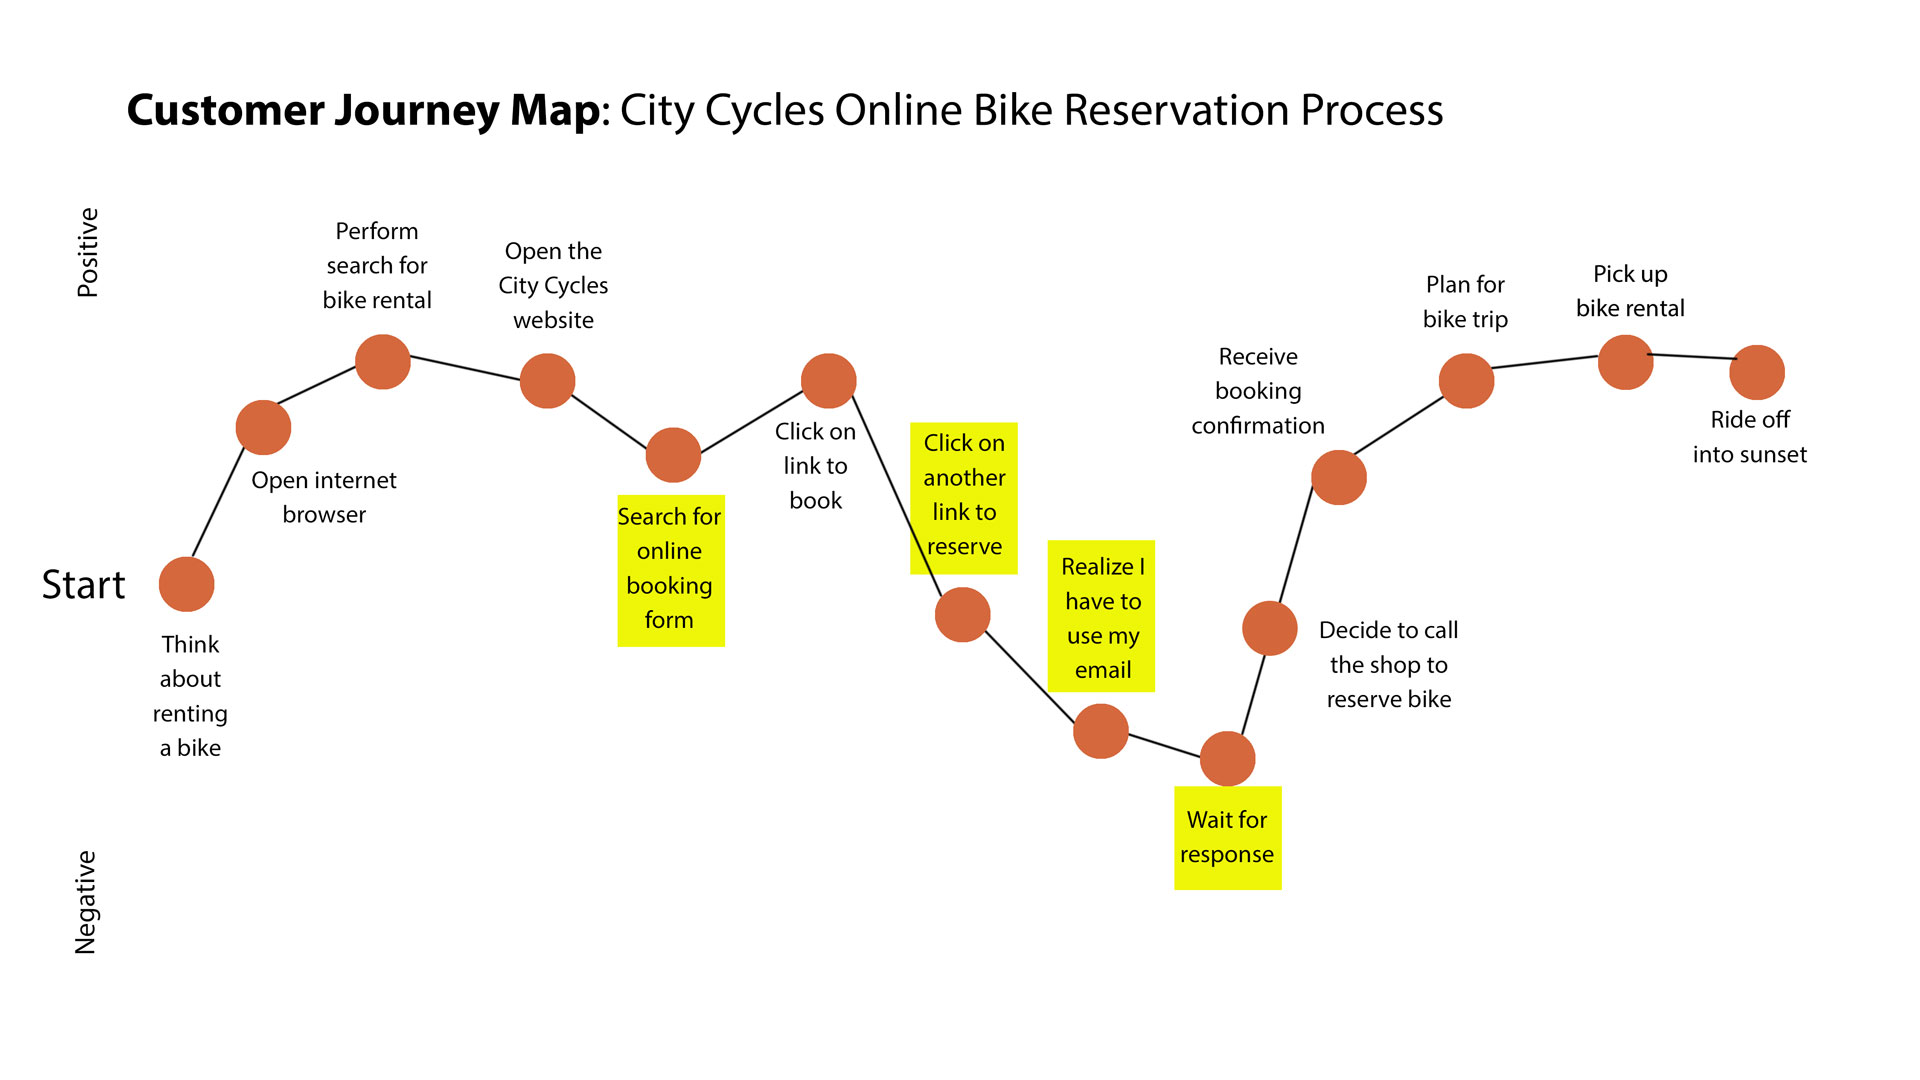 Customer Journey Map: City Cycles Online Bike Reservation Process
Positive
Negative
Start
Think
about
renting
a bike
Open internet
browser
Perform
search for
bike rental
Open the
City Cycles
website
Search for
online
booking
form
Click on
link to
book
Click on
another
link to
reserve
Realize I
have to
use my
email
Wait for
response
Decide to call
the shop to
reserve bike
Receive
booking
confirmation
Plan for
bike trip
Pick up
bike rental
Ride off
into sunset